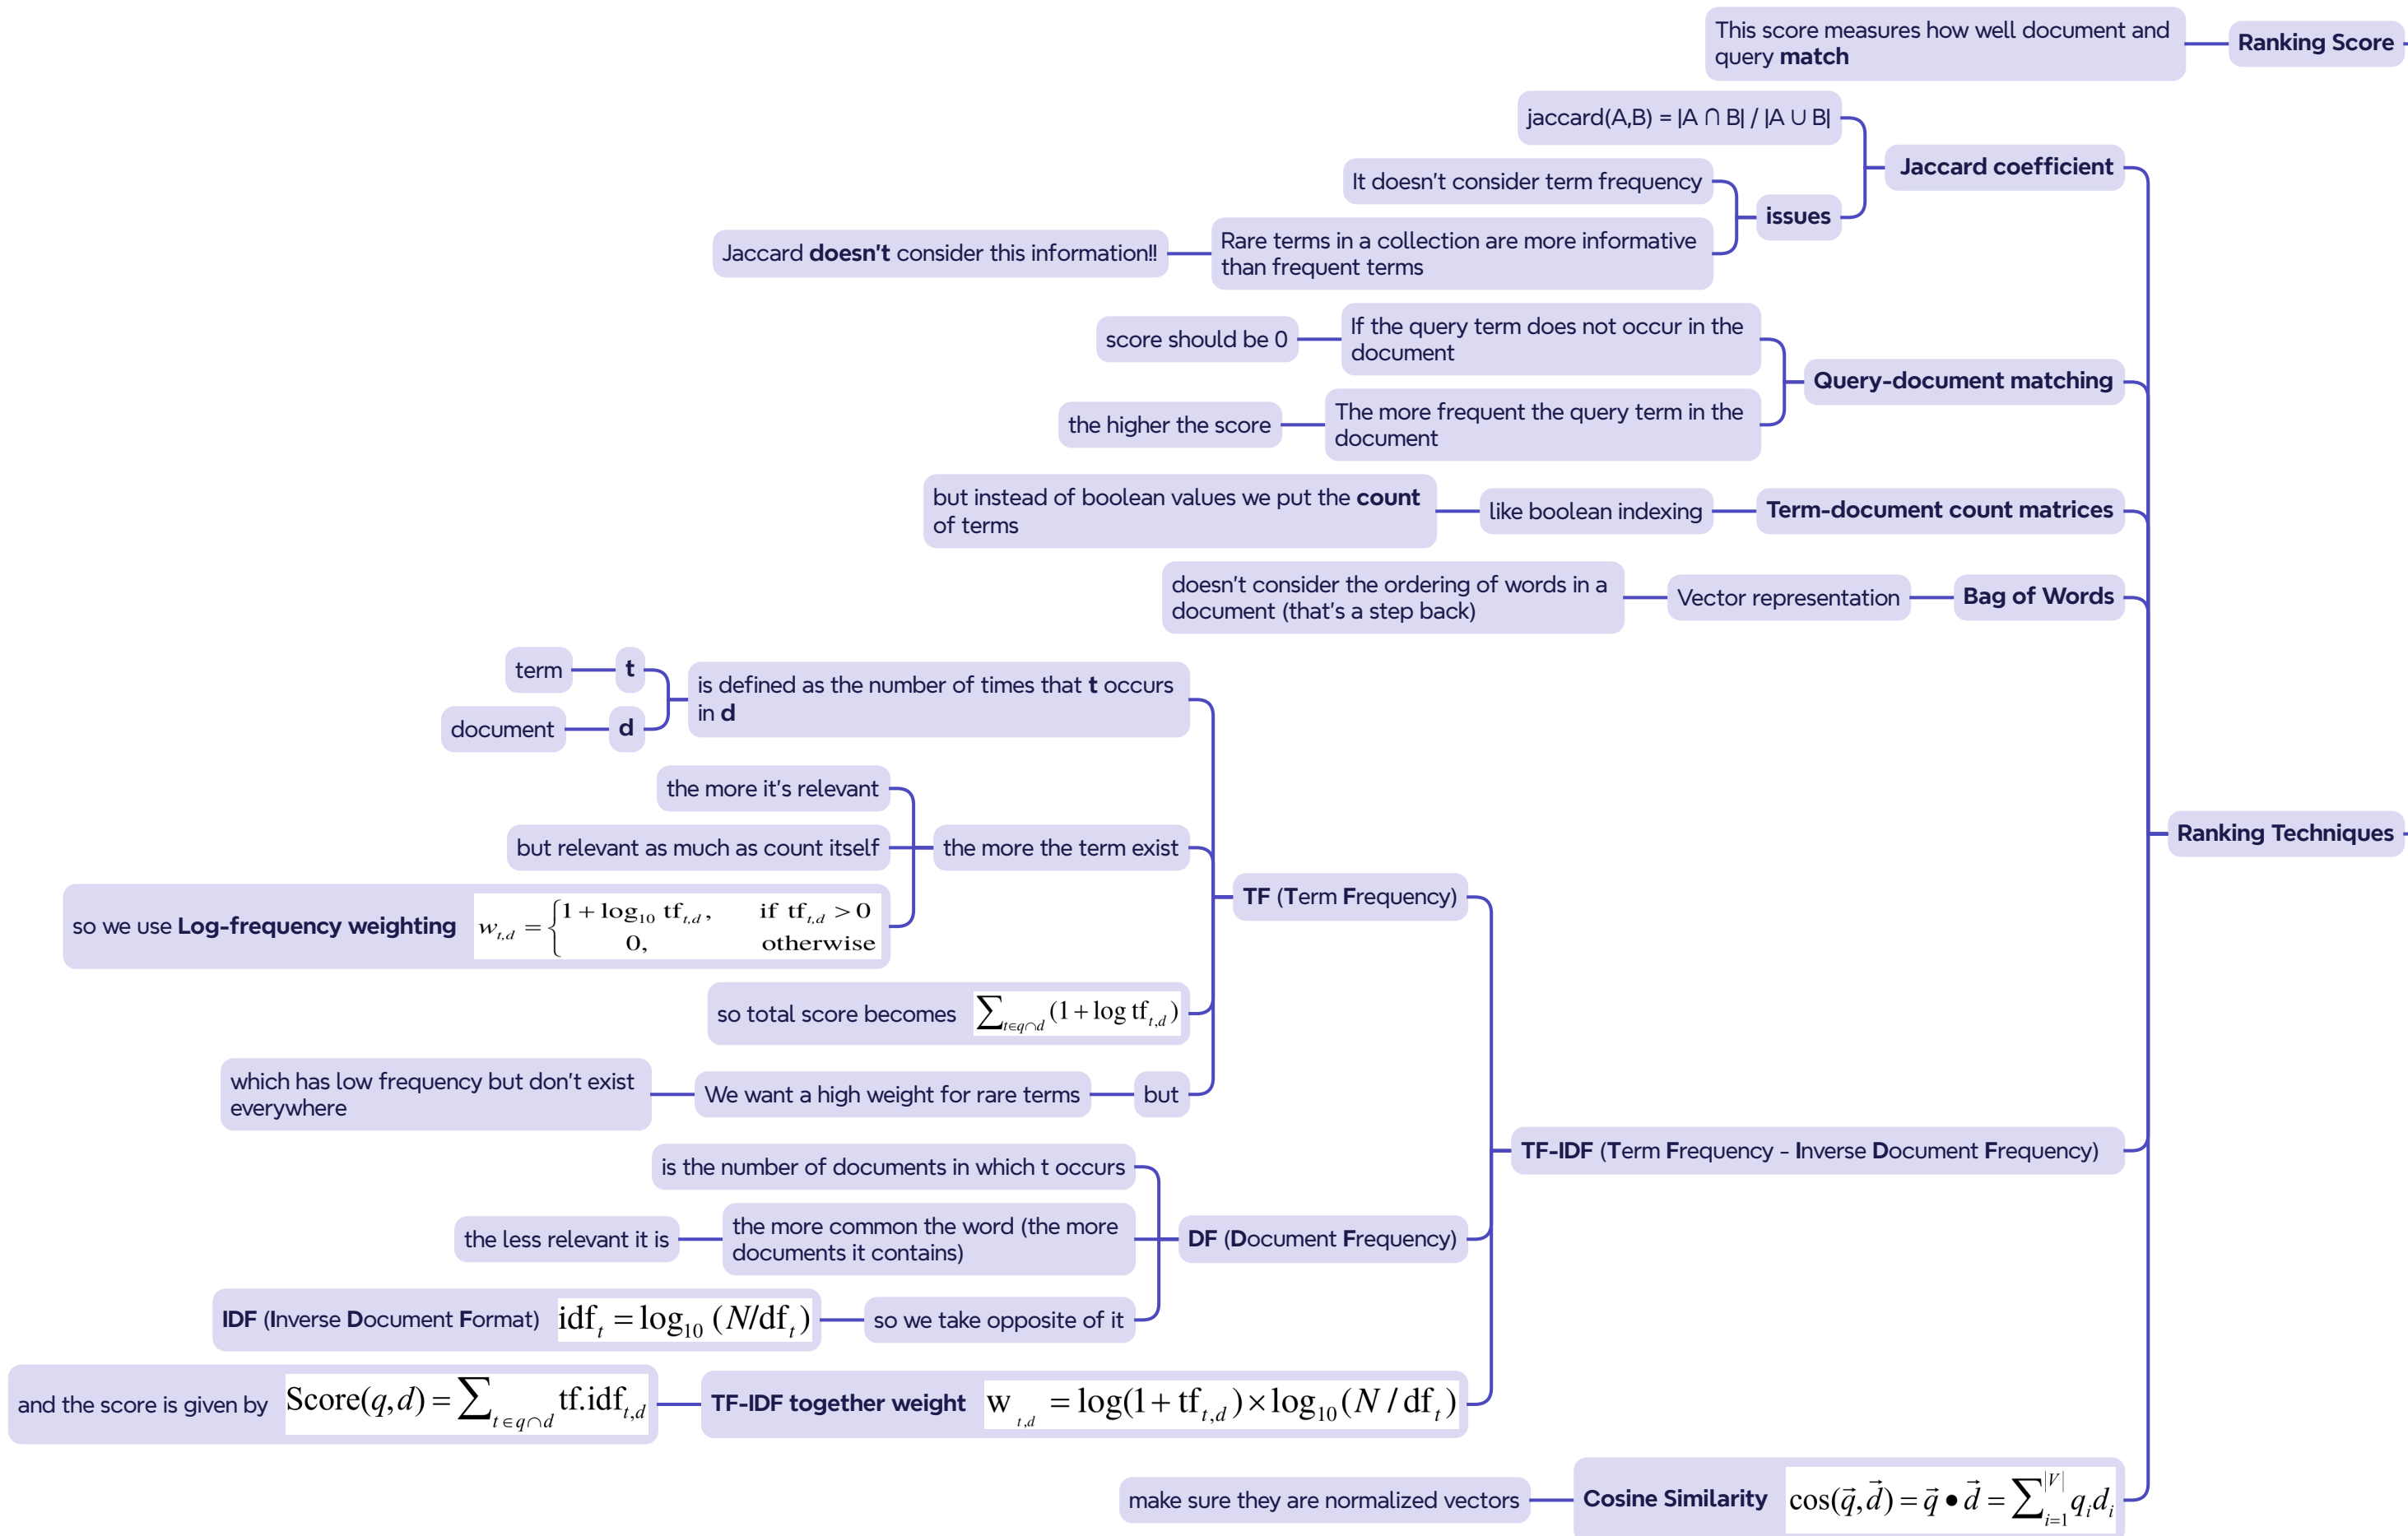 This score measures how well document and
query match
Ranking Score
jaccard(A,B) = |A ∩ B| / |A ∪ B|
Jaccard coefficient
It doesn't consider term frequency
issues
Jaccard doesn't consider this information!!
Rare terms in a collection are more informative
than frequent terms
score should be 0
If the query term does not occur in the
document
Query-document matching
the higher the score
The more frequent the query term in the
document
but instead of boolean values we put the count
of terms
like boolean indexing
Term-document count matrices
doesn't consider the ordering of words in a
document (that's a step back)
Vector representation
Bag of Words
term
t
is defined as the number of times that t occurs
in d
document
d
the more it's relevant
but relevant as much as count itself
the more the term exist
Ranking Techniques
TF (Term Frequency)
so we use Log-frequency weighting w_{t,d} = { 1 + log₁₀ tf_{t,d}, if tf_{t,d} > 0
0, otherwise
so total score becomes ∑_{t∈q∩d} (1 + log tf_{t,d})
which has low frequency but don't exist
everywhere
We want a high weight for rare terms
but
TF-IDF (Term Frequency - Inverse Document Frequency)
is the number of documents in which t occurs
the less relevant it is
the more common the word (the more
documents it contains)
DF (Document Frequency)
IDF (Inverse Document Format) idf_t = log₁₀ (N/df_t)
so we take opposite of it
and the score is given by Score(q,d) = ∑_{t∈q∩d} tf.idf_{t,d}
TF-IDF together weight w_{t,d} = log(1 + tf_{t,d}) × log₁₀(N / df_t)
make sure they are normalized vectors
Cosine Similarity cos(q⃗,d⃗) = q⃗ • d⃗ = ∑_{i=1}^{|V|} q_i d_i